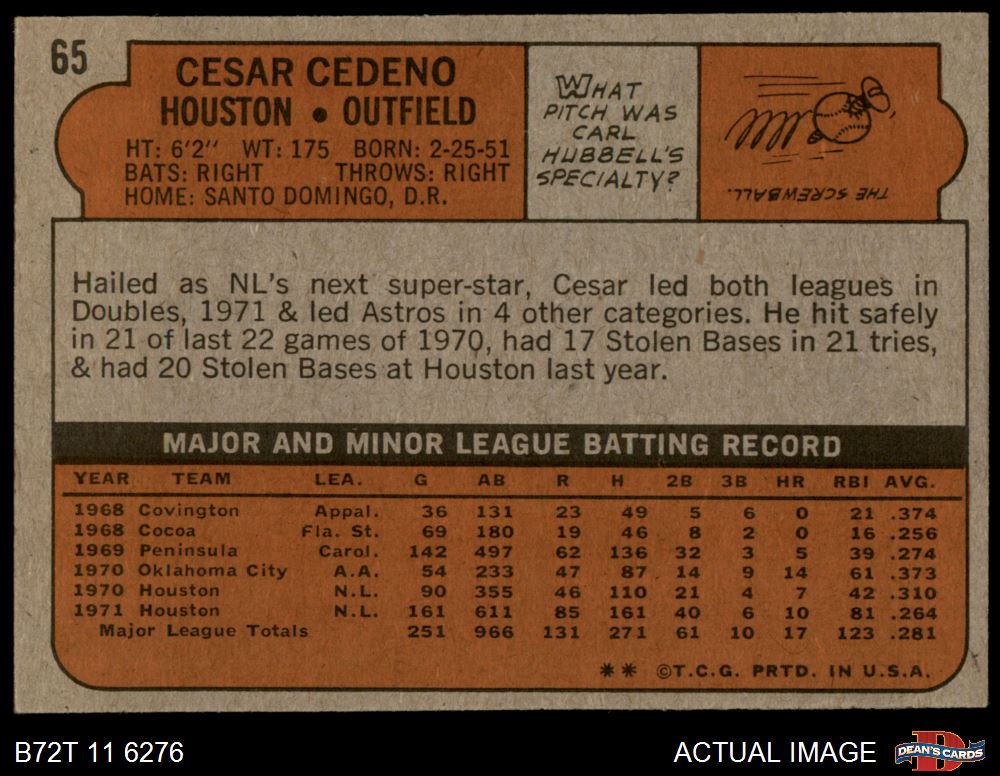 65
CESAR CEDENO
HOUSTON • OUTFIELD
HT: 6'2" WT: 175 BORN: 2-25-51
BATS: RIGHT THROWS: RIGHT
HOME: SANTO DOMINGO, D.R.
WHAT
PITCH WAS
CARL
HUBBELL'S
SPECIALTY?
THE SCREWBALL.
Hailed as NL's next super-star, Cesar led both leagues in
Doubles, 1971 & led Astros in 4 other categories. He hit safely
in 21 of last 22 games of 1970, had 17 Stolen Bases in 21 tries,
& had 20 Stolen Bases at Houston last year.
MAJOR AND MINOR LEAGUE BATTING RECORD
YEAR TEAM LEA. G AB R H 2B 3B HR RBI AVG.
1968 Covington Appal. 36 131 23 49 5 6 0 21 .374
1968 Cocoa Fla. St. 69 180 19 46 8 2 0 16 .256
1969 Peninsula Carol. 142 497 62 136 32 3 5 39 .274
1970 Oklahoma City A.A. 54 233 47 87 14 9 14 61 .373
1970 Houston N.L. 90 355 46 110 21 4 7 42 .310
1971 Houston N.L. 161 611 85 161 40 6 10 81 .264
Major League Totals 251 966 131 271 61 10 17 123 .281
** ©T.C.G. PRTD. IN U.S.A.
B72T 11 6276
ACTUAL IMAGE
DEAN'S CARDS